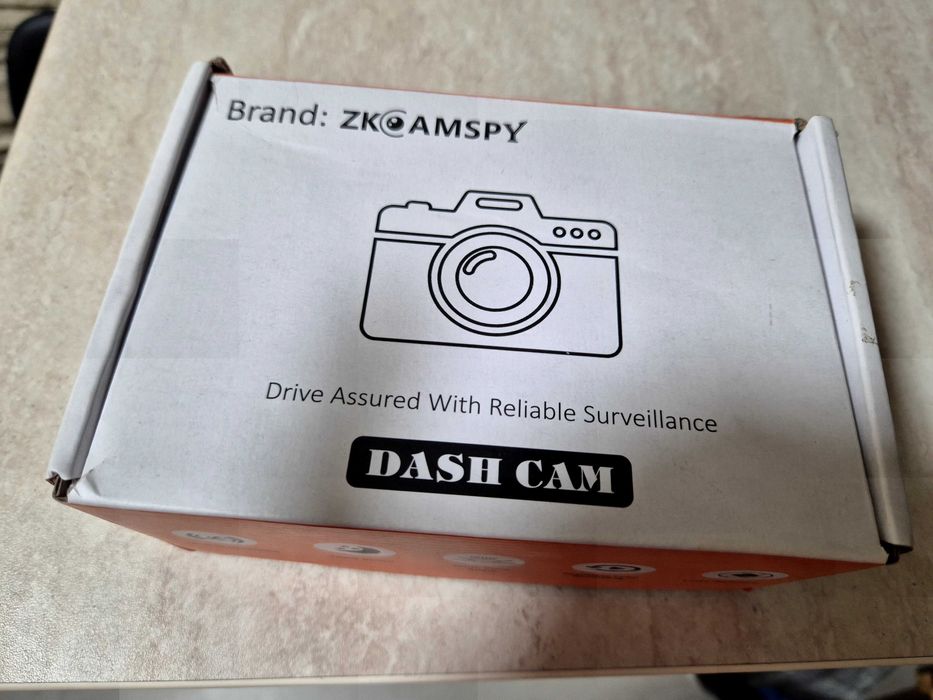 Brand: ZKCAMSPY
Drive Assured With Reliable Surveillance
DASH CAM